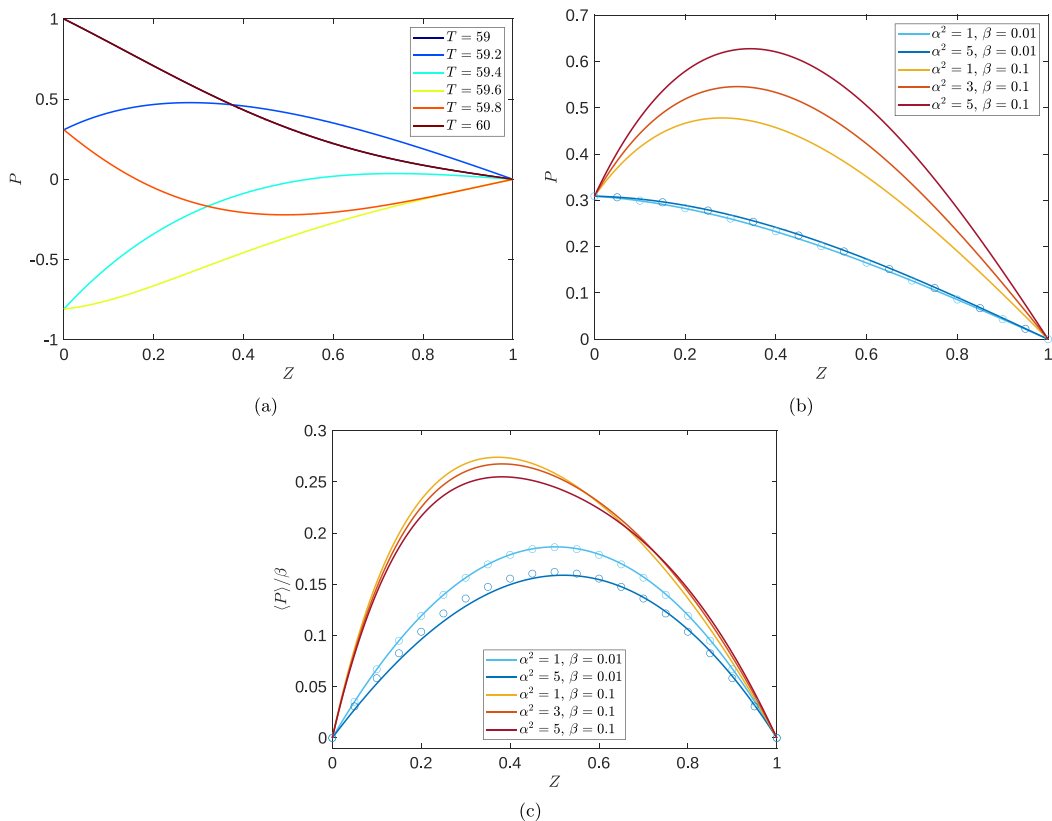 1
0.5
0
-0.5
-1
P
0
0.2
0.4
0.6
0.8
1
Z
T = 59
T = 59.2
T = 59.4
T = 59.6
T = 59.8
T = 60
(a)
0.7
0.6
0.5
0.4
0.3
0.2
0.1
0
P
0
0.2
0.4
0.6
0.8
1
Z
α² = 1, β = 0.01
α² = 5, β = 0.01
α² = 1, β = 0.1
α² = 3, β = 0.1
α² = 5, β = 0.1
(b)
0.3
0.25
0.2
0.15
0.1
0.05
0
⟨P⟩/β
0
0.2
0.4
0.6
0.8
1
Z
α² = 1, β = 0.01
α² = 5, β = 0.01
α² = 1, β = 0.1
α² = 3, β = 0.1
α² = 5, β = 0.1
(c)